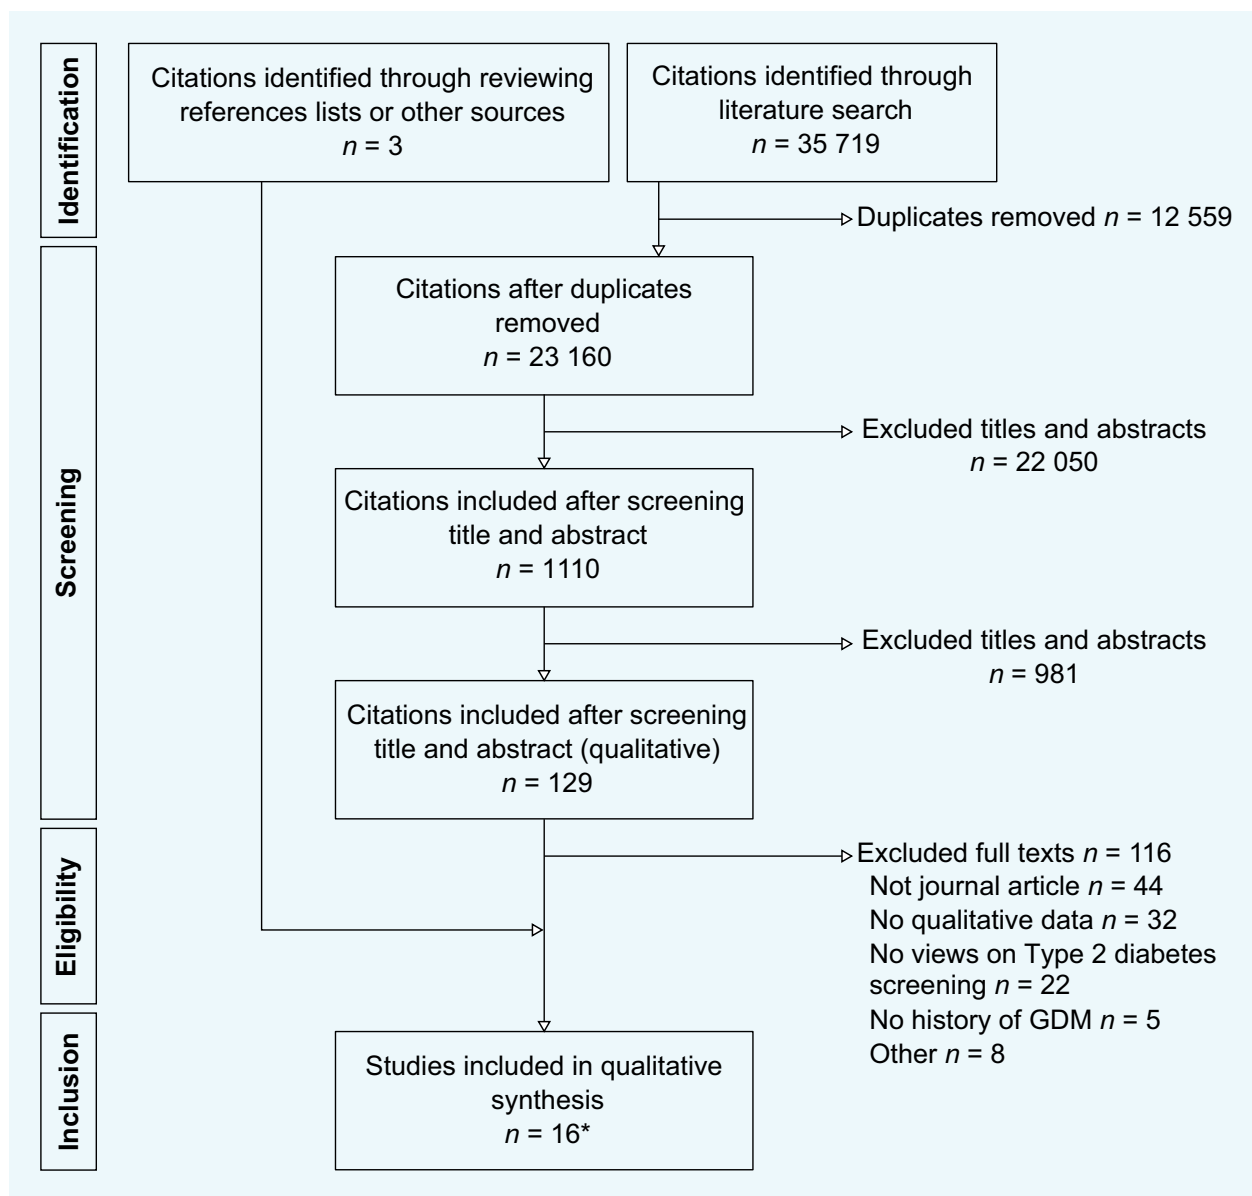 Identification
Citations identified through reviewing
references lists or other sources
n = 3
Citations identified through
literature search
n = 35 719
Duplicates removed n = 12 559
Screening
Citations after duplicates
removed
n = 23 160
Excluded titles and abstracts
n = 22 050
Citations included after screening
title and abstract
n = 1110
Excluded titles and abstracts
n = 981
Citations included after screening
title and abstract (qualitative)
n = 129
Eligibility
Excluded full texts n = 116
Not journal article n = 44
No qualitative data n = 32
No views on Type 2 diabetes
screening n = 22
No history of GDM n = 5
Other n = 8
Inclusion
Studies included in qualitative
synthesis
n = 16*